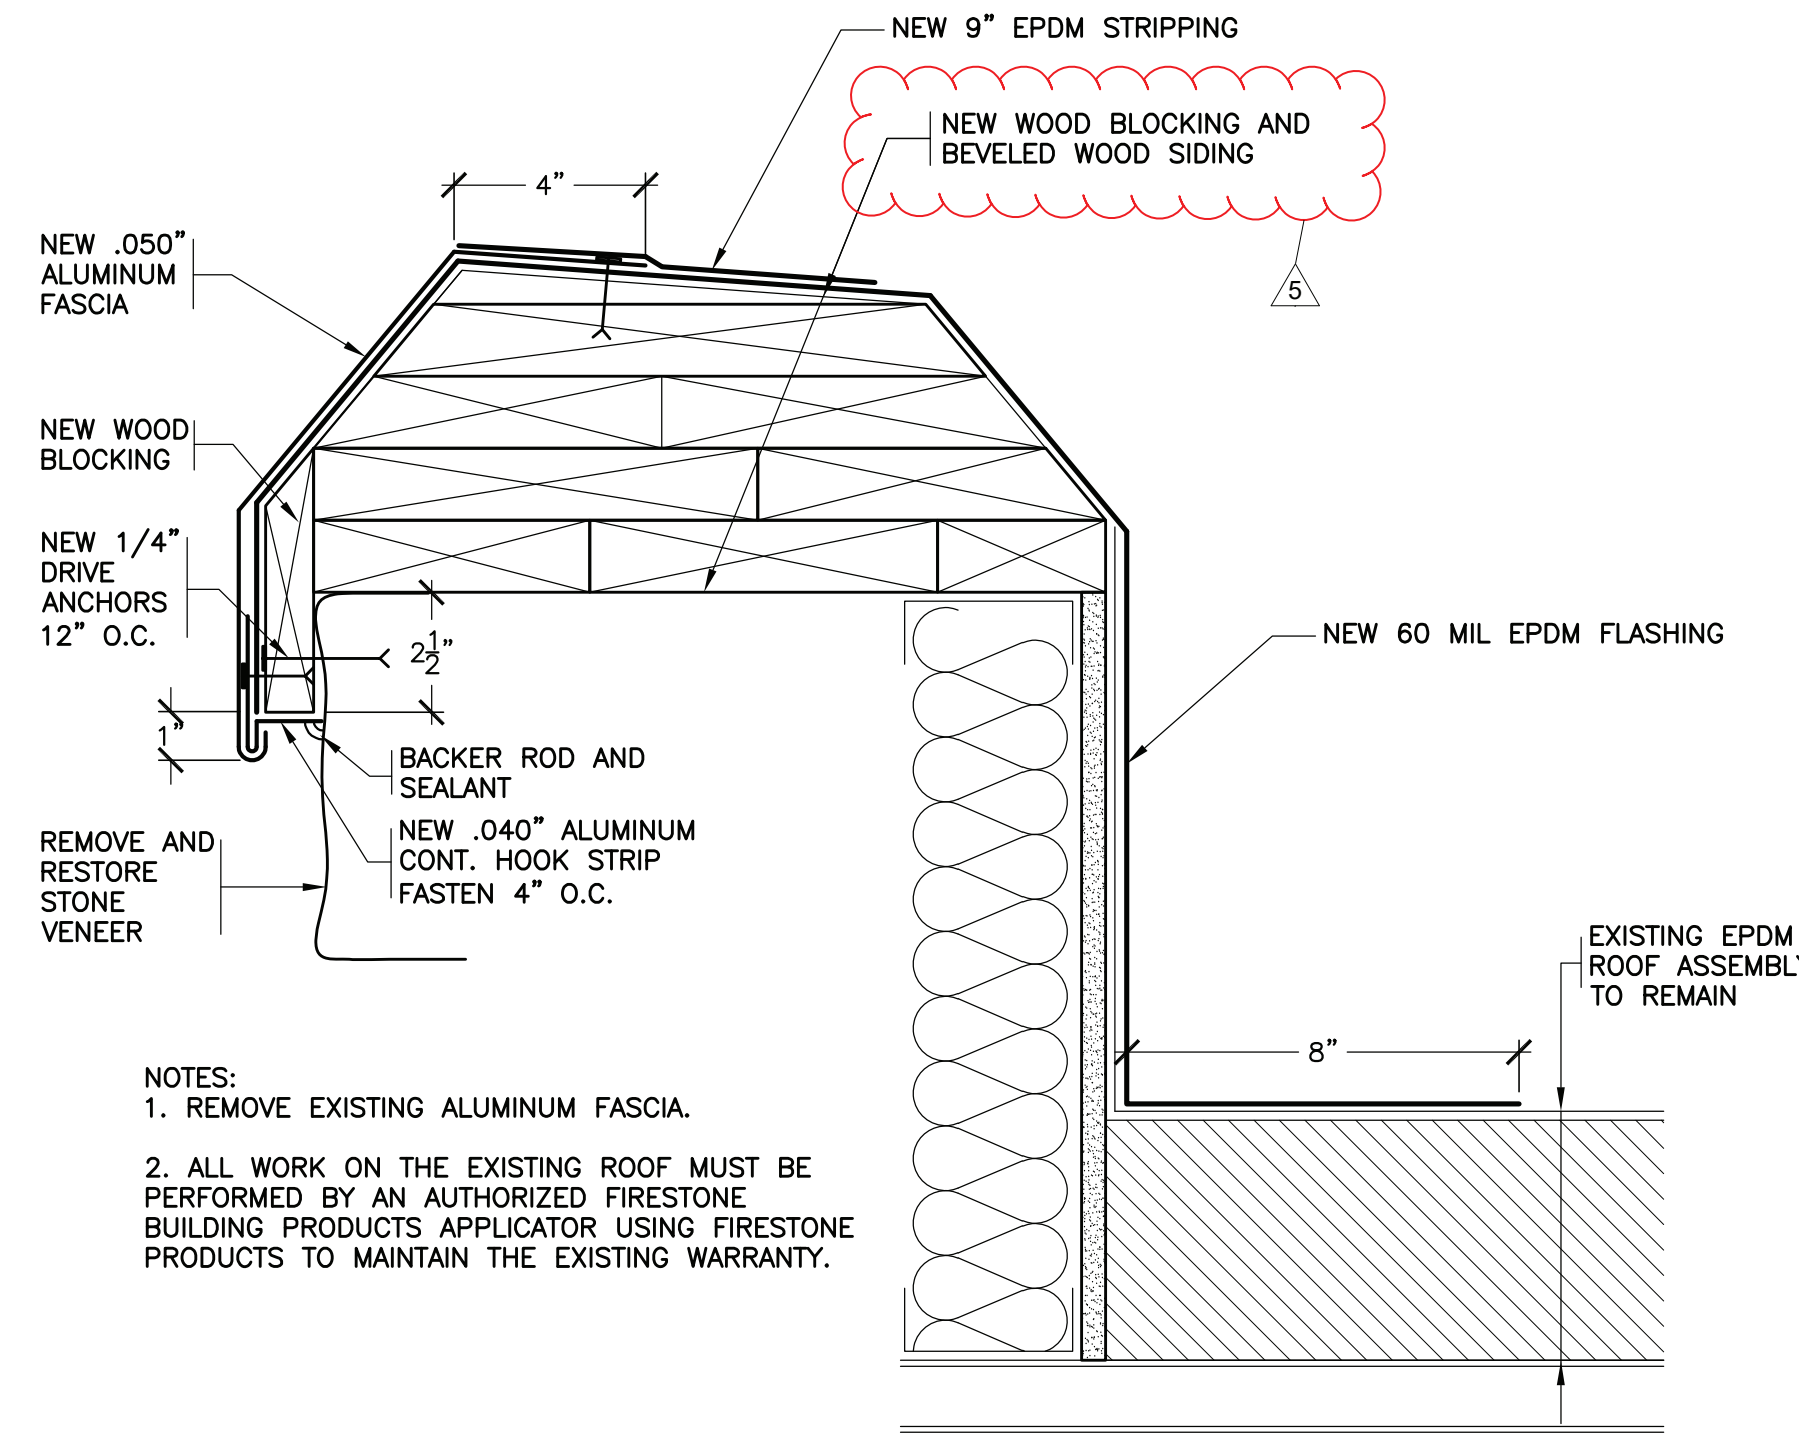 NEW 9” EPDM STRIPPING
NEW WOOD BLOCKING AND
BEVELED WOOD SIDING
5
4”
NEW .050”
ALUMINUM
FASCIA
NEW WOOD
BLOCKING
NEW 1/4”
DRIVE
ANCHORS
12” O.C.
2 1/2”
1”
BACKER ROD AND
SEALANT
NEW .040” ALUMINUM
CONT. HOOK STRIP
FASTEN 4” O.C.
REMOVE AND
RESTORE
STONE
VENEER
NEW 60 MIL EPDM FLASHING
EXISTING EPDM
ROOF ASSEMBLY
TO REMAIN
8”
NOTES:
1. REMOVE EXISTING ALUMINUM FASCIA.
2. ALL WORK ON THE EXISTING ROOF MUST BE
PERFORMED BY AN AUTHORIZED FIRESTONE
BUILDING PRODUCTS APPLICATOR USING FIRESTONE
PRODUCTS TO MAINTAIN THE EXISTING WARRANTY.